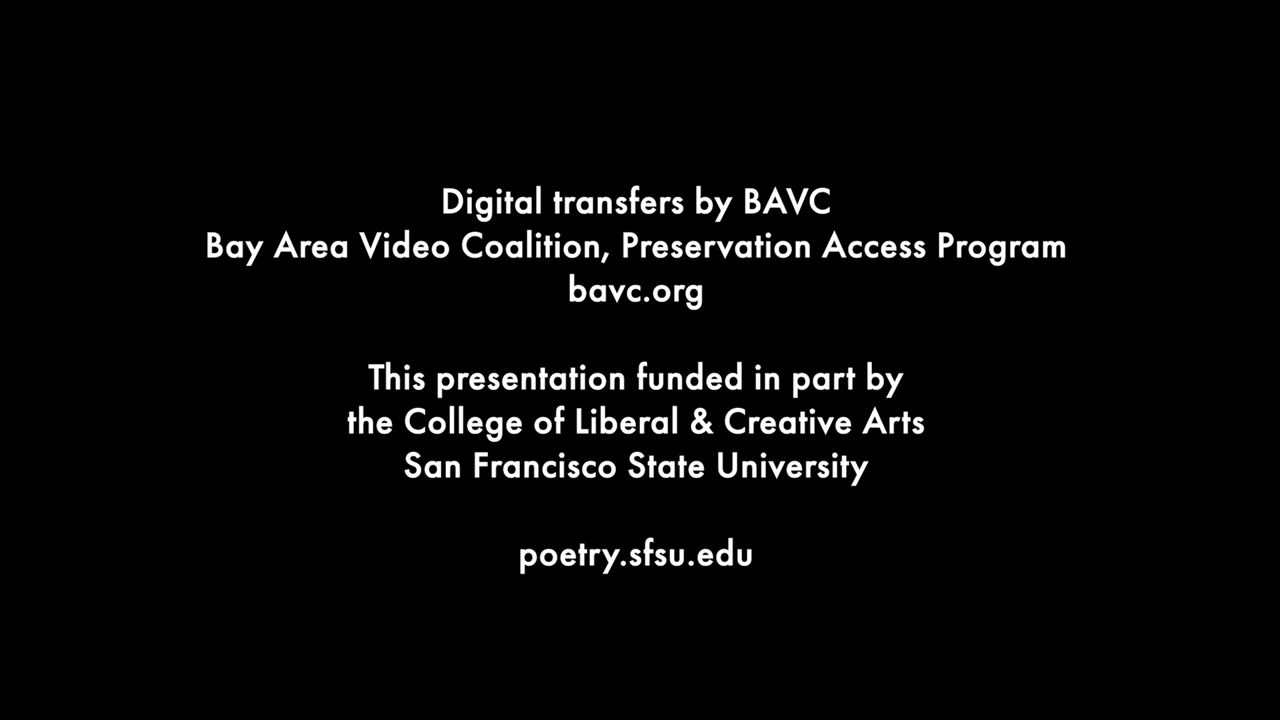 Digital transfers by BAVC
Bay Area Video Coalition, Preservation Access Program
bavc.org
This presentation funded in part by
the College of Liberal & Creative Arts
San Francisco State University
poetry.sfsu.edu